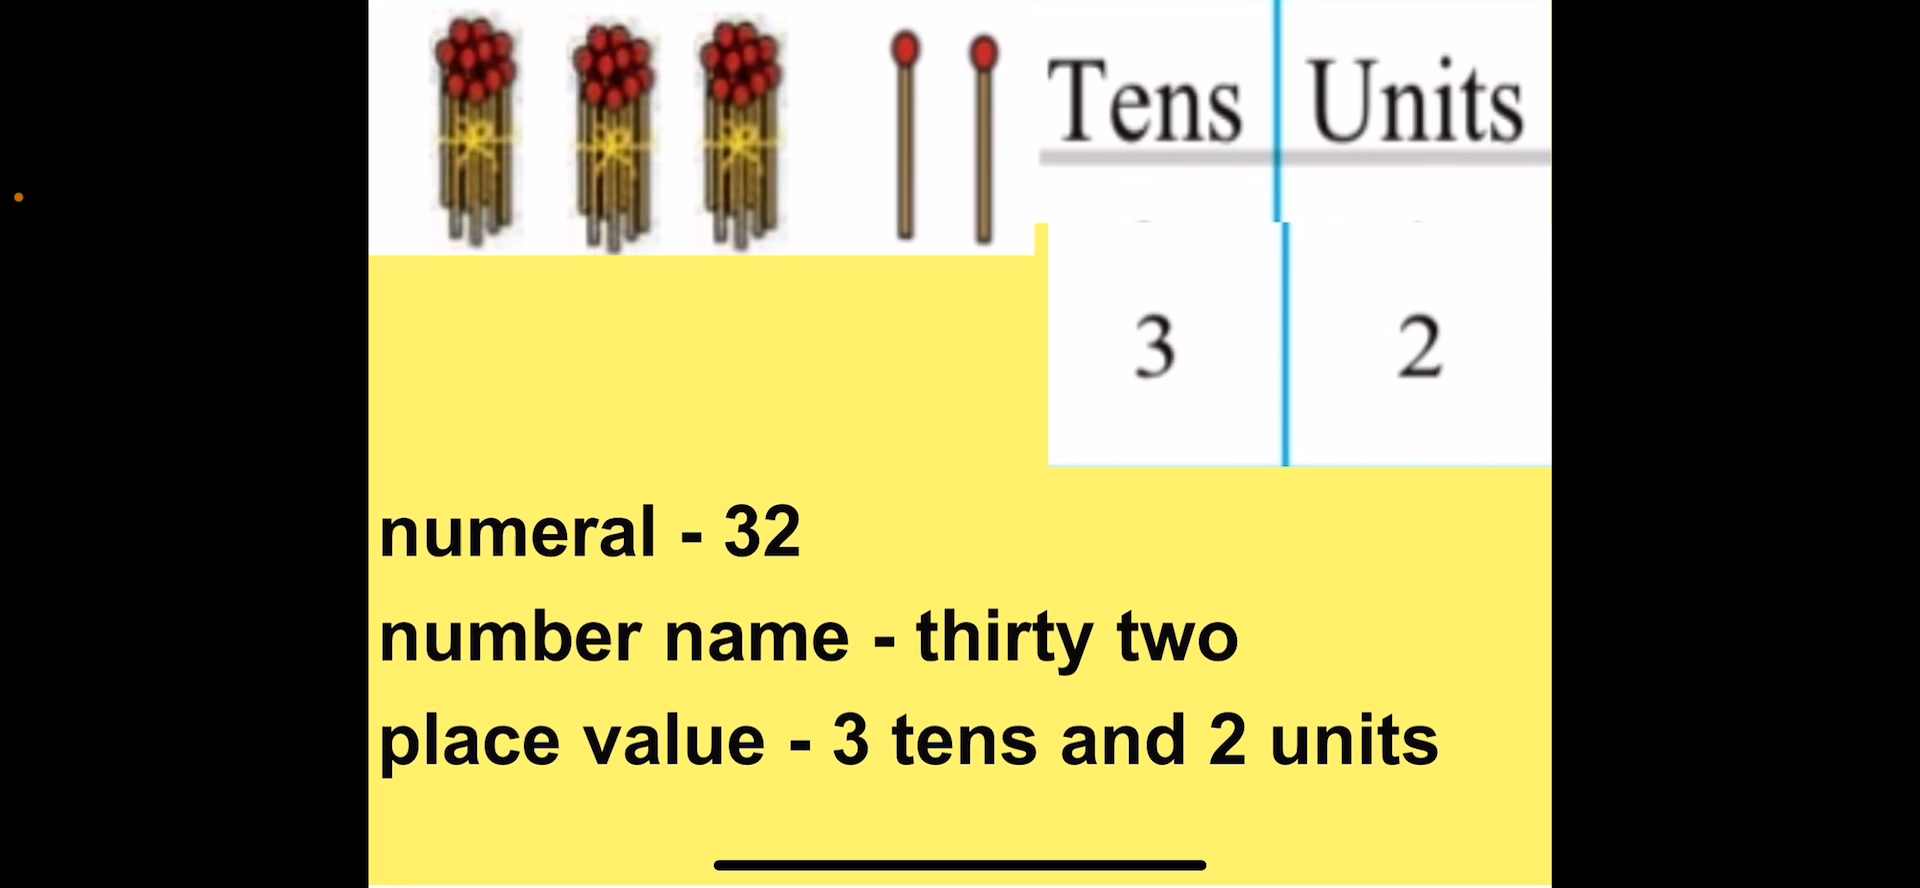 Tens Units
3 2
numeral - 32
number name - thirty two
place value - 3 tens and 2 units